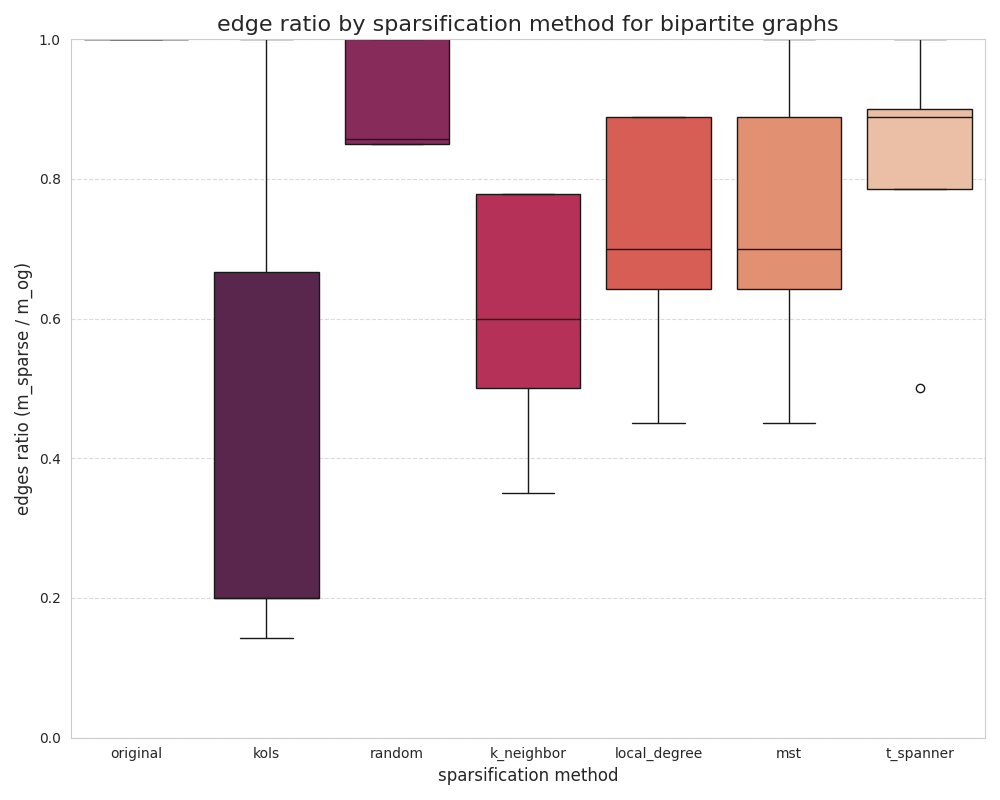 edge ratio by sparsification method for bipartite graphs
edges ratio (m_sparse / m_og)
1.0
0.8
0.6
0.4
0.2
0.0
original kols random k_neighbor local_degree mst t_spanner
sparsification method